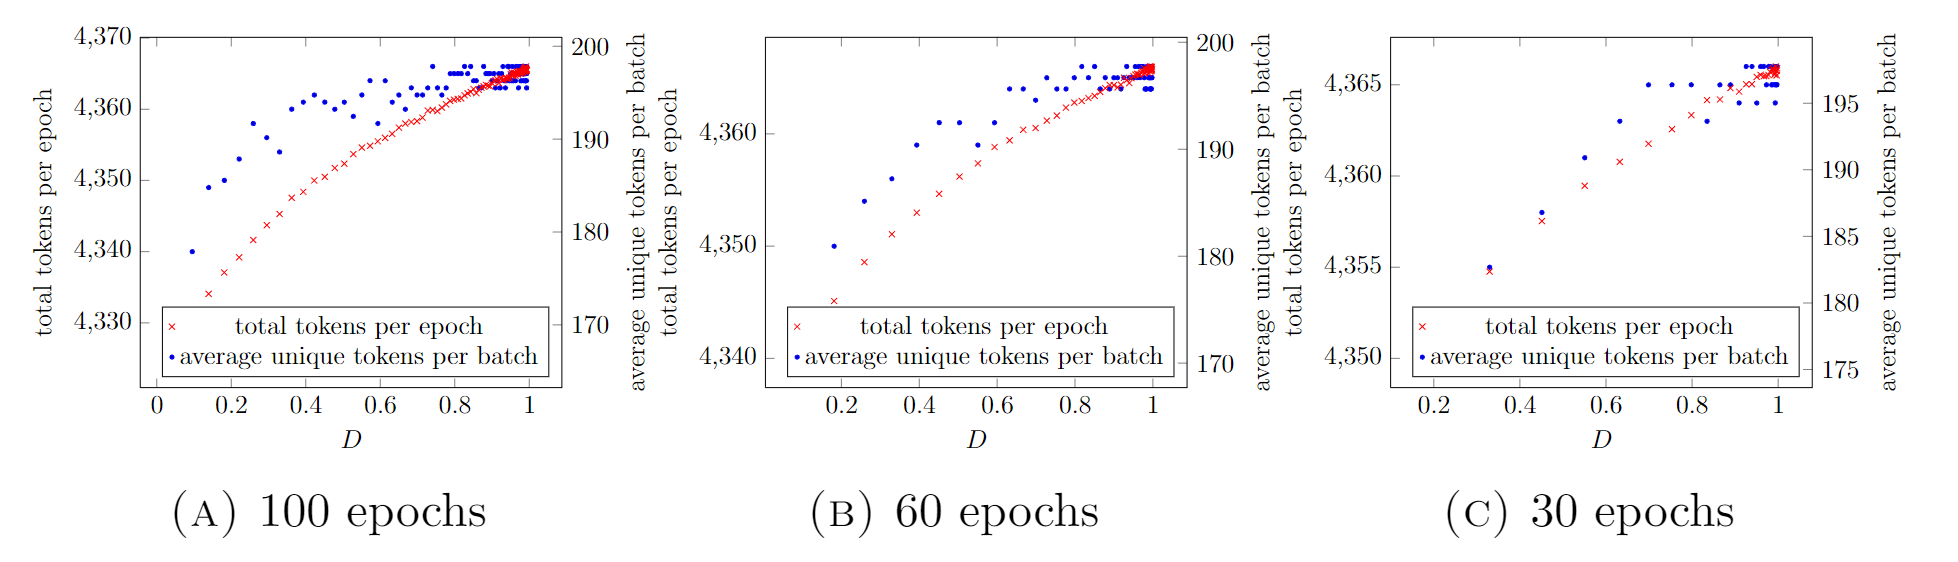 4,370
4,360
4,350
4,340
4,330
200
190
180
170
0 0.2 0.4 0.6 0.8 1
D
total tokens per epoch
average unique tokens per batch
total tokens per epoch
average unique tokens per batch
(A) 100 epochs
4,360
4,350
4,340
200
190
180
170
0.2 0.4 0.6 0.8 1
D
total tokens per epoch
average unique tokens per batch
total tokens per epoch
average unique tokens per batch
(B) 60 epochs
4,365
4,360
4,355
4,350
195
190
185
180
175
0.2 0.4 0.6 0.8 1
D
total tokens per epoch
average unique tokens per batch
total tokens per epoch
average unique tokens per batch
(C) 30 epochs